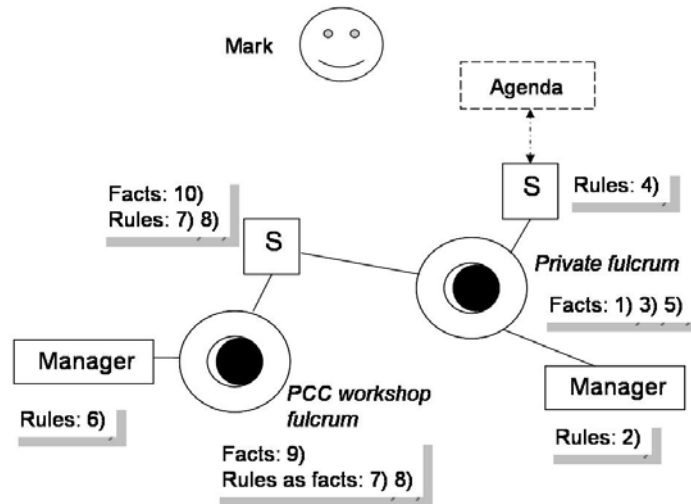 Mark
Agenda
S
Rules: 4)
Facts: 10)
Rules: 7) 8)
S
Private fulcrum
Facts: 1) 3) 5)
Manager
Rules: 2)
Manager
Rules: 6)
PCC workshop
fulcrum
Facts: 9)
Rules as facts: 7) 8)